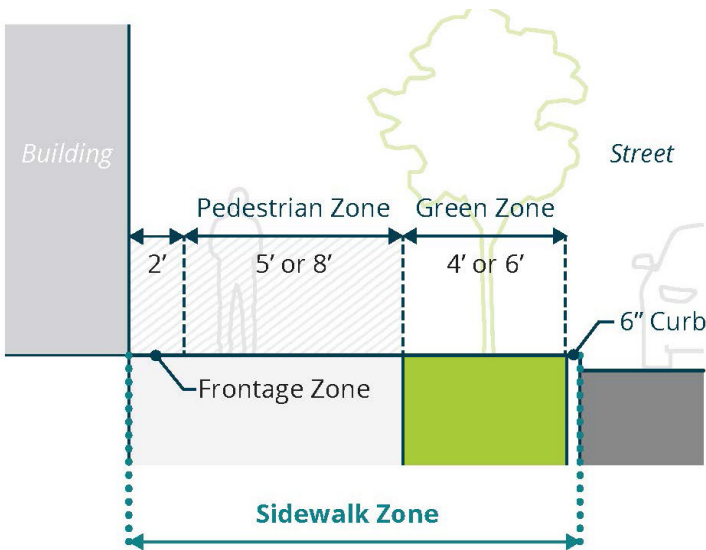 Building
Street
Pedestrian Zone
Green Zone
2’
5’ or 8’
4’ or 6’
6” Curb
Frontage Zone
Sidewalk Zone